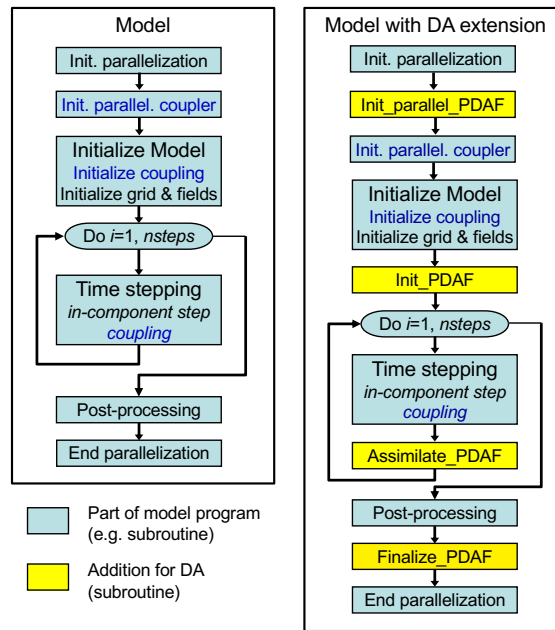 Model
Init. parallelization
Init. parallel. coupler
Initialize Model
Initialize coupling
Initialize grid & fields
Do i=1, nsteps
Time stepping
in-component step
coupling
Post-processing
End parallelization
Part of model program
(e.g. subroutine)
Addition for DA
(subroutine)
Model with DA extension
Init. parallelization
Init_parallel_PDAF
Init. parallel. coupler
Initialize Model
Initialize coupling
Initialize grid & fields
Init_PDAF
Do i=1, nsteps
Time stepping
in-component step
coupling
Assimilate_PDAF
Post-processing
Finalize_PDAF
End parallelization